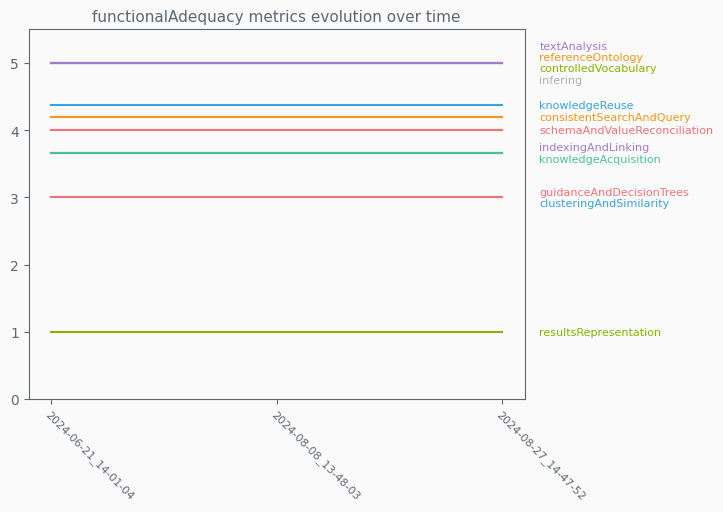 functionalAdequacy metrics evolution over time
5
4
3
2
1
0
textAnalysis
referenceOntology
controlledVocabulary
infering
knowledgeReuse
consistentSearchAndQuery
schemaAndValueReconciliation
indexingAndLinking
knowledgeAcquisition
guidanceAndDecisionTrees
clusteringAndSimilarity
resultsRepresentation
2024-06-21_14-01-04
2024-08-08_13-48-03
2024-08-27_14-47-52